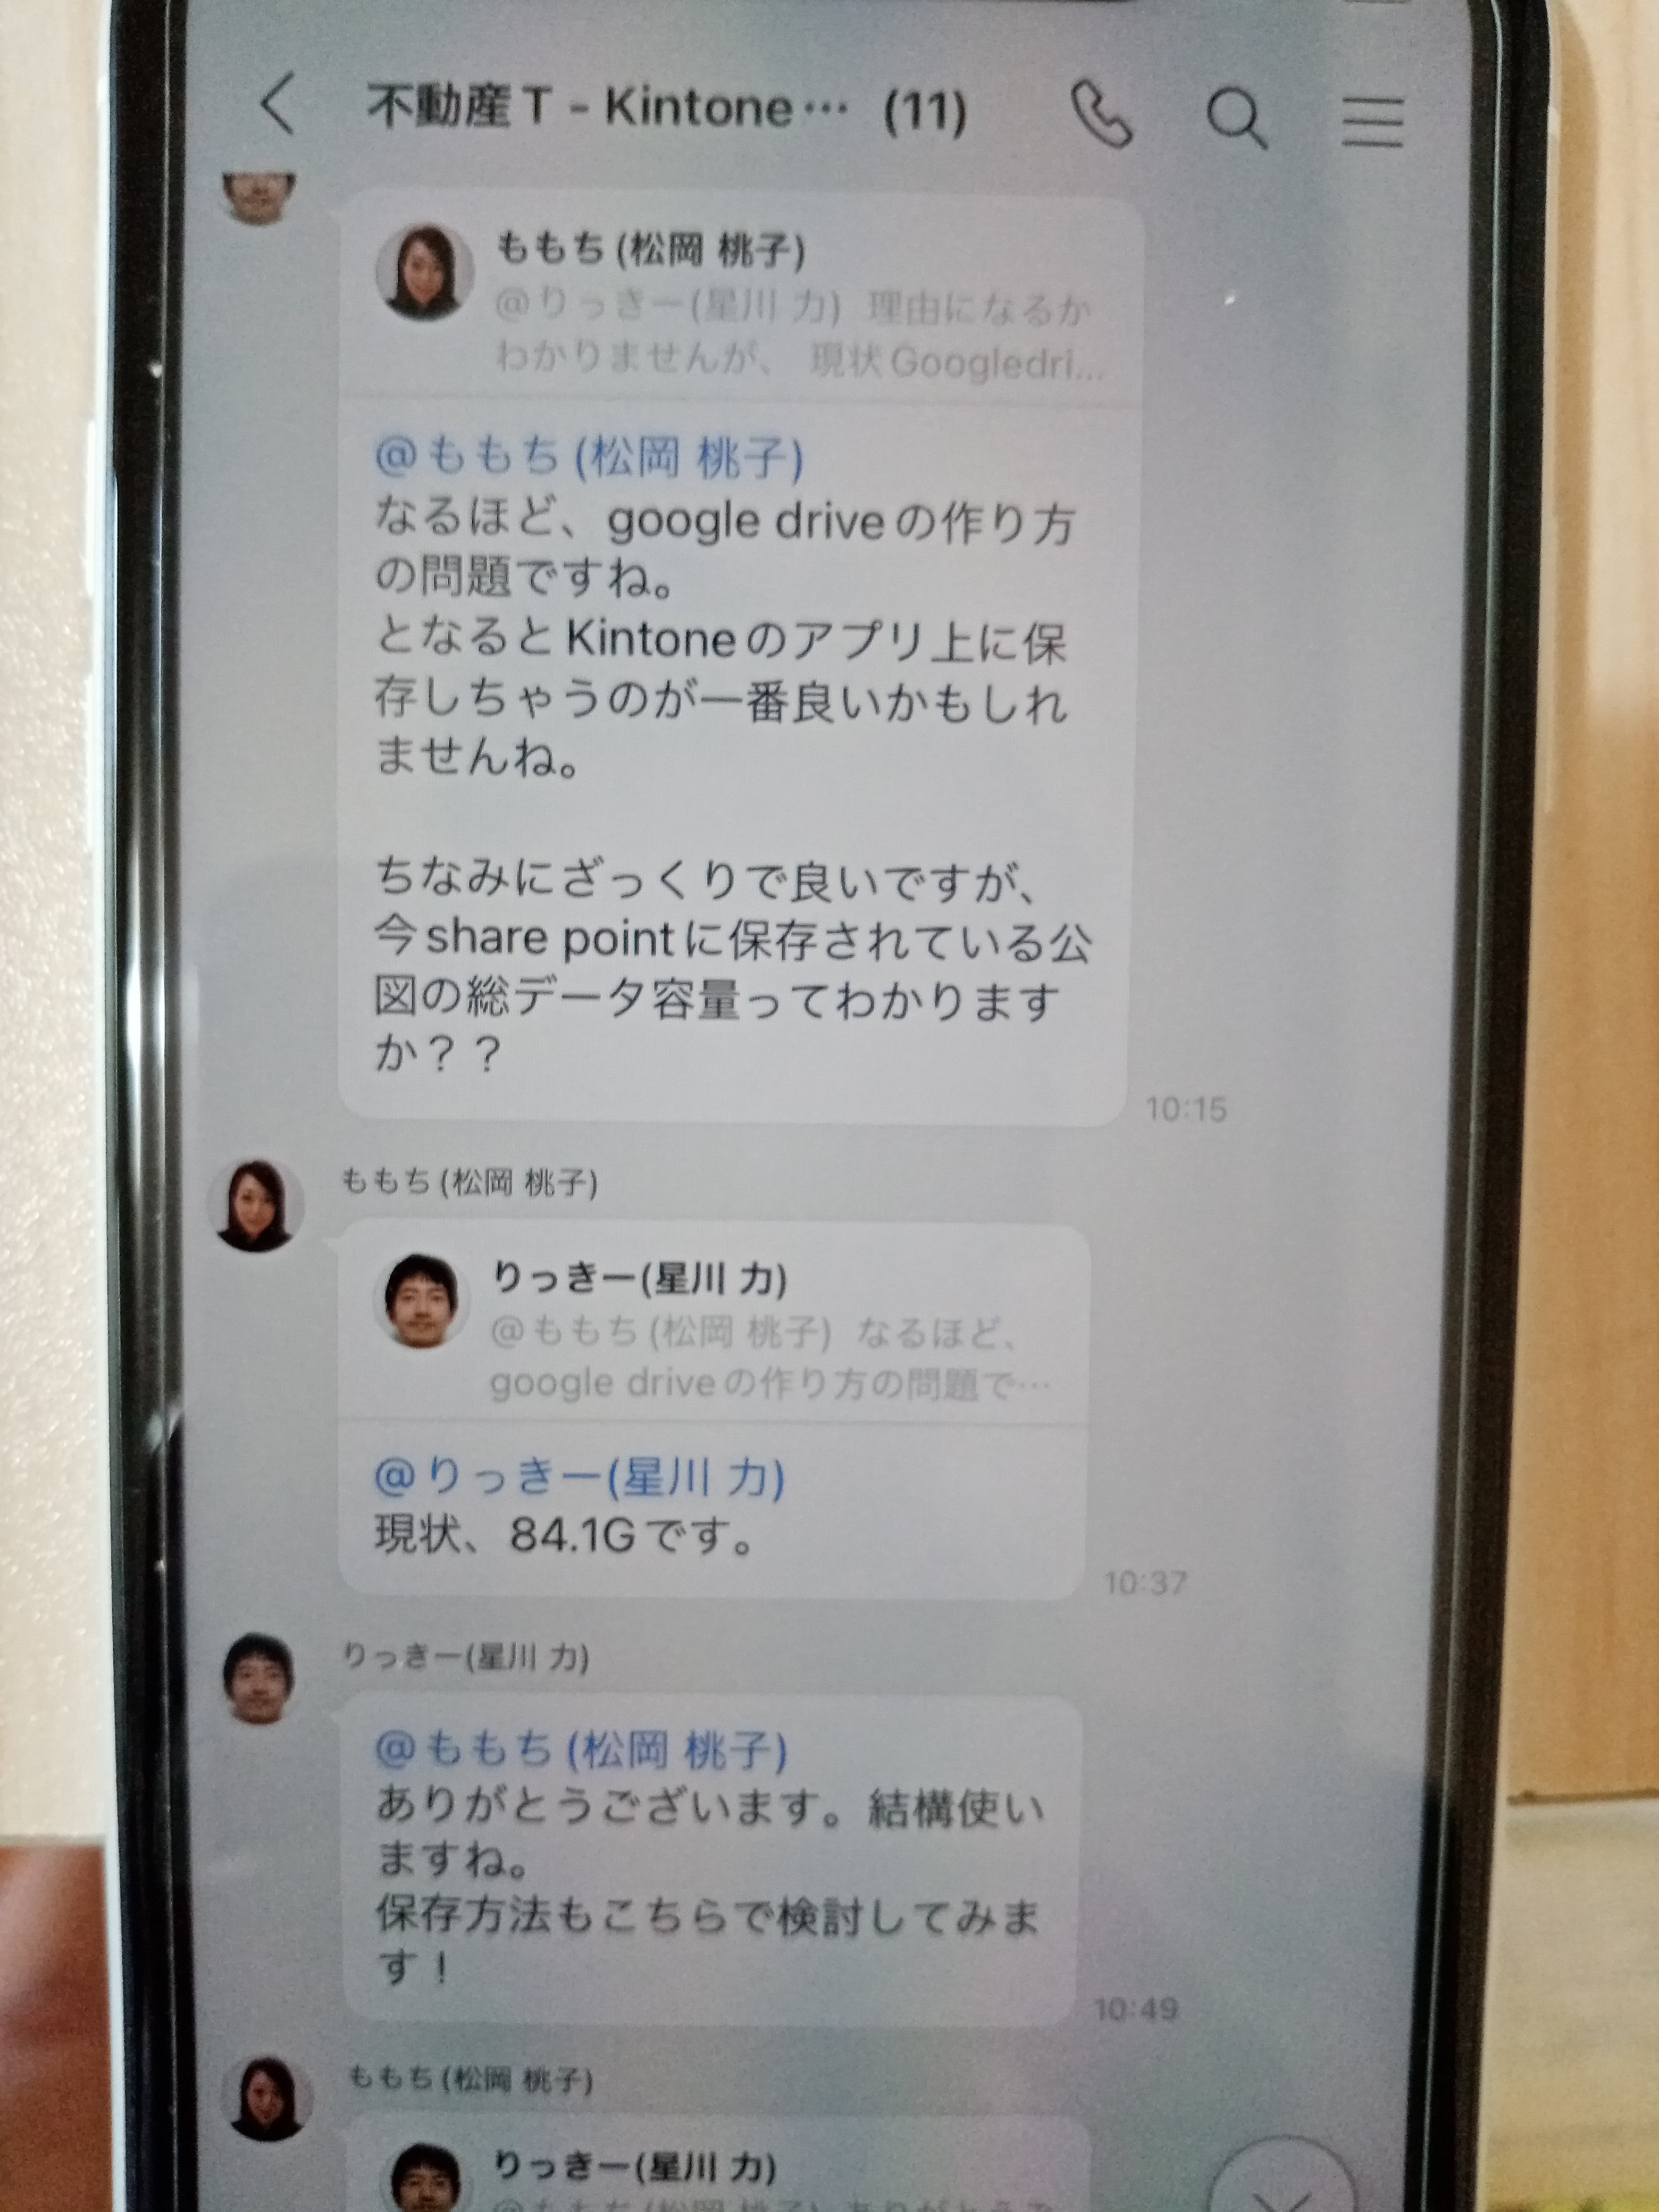 不動産T - Kintone… (11)
ももち(松岡 桃子)
@りっきー(星川 力) 理由になるか
わかりませんが、 現状Googledri...
@ももち(松岡 桃子)
なるほど、google driveの作り方
の問題ですね。
となるとKintoneのアプリ上に保
存しちゃうのが一番良いかもしれ
ませんね。
ちなみにざっくりで良いですが、
今share pointに保存されている公
図の総データ容量ってわかります
か？？
10:15
ももち(松岡 桃子)
りっきー(星川 力)
@ももち(松岡 桃子) なるほど、
google driveの作り方の問題で…
@りっきー(星川 力)
現状、84.1Gです。
10:37
りっきー(星川 力)
@ももち(松岡 桃子)
ありがとうございます。結構使い
ますね。
保存方法もこちらで検討してみま
す！
10:49
ももち(松岡 桃子)
りっきー(星川 力)